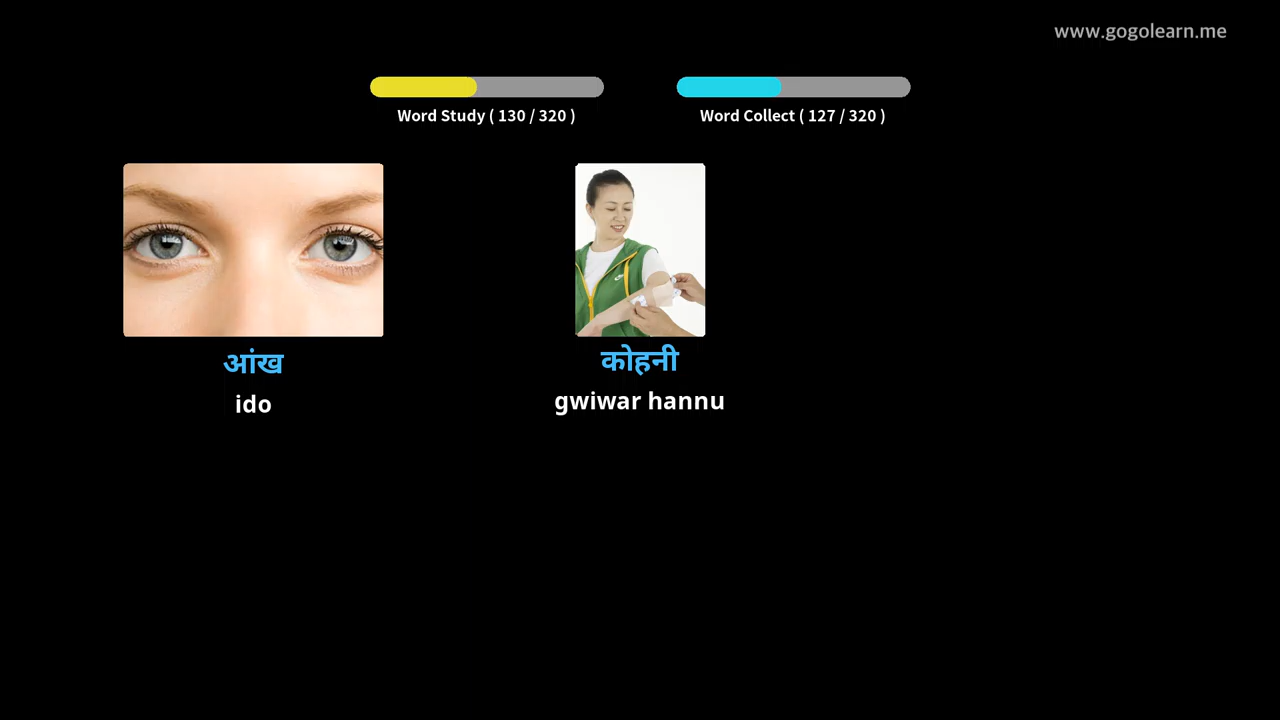 www.gogolearn.me
Word Study ( 130 / 320 )
Word Collect ( 127 / 320 )
आंख
ido
कोहनी
gwiwar hannu